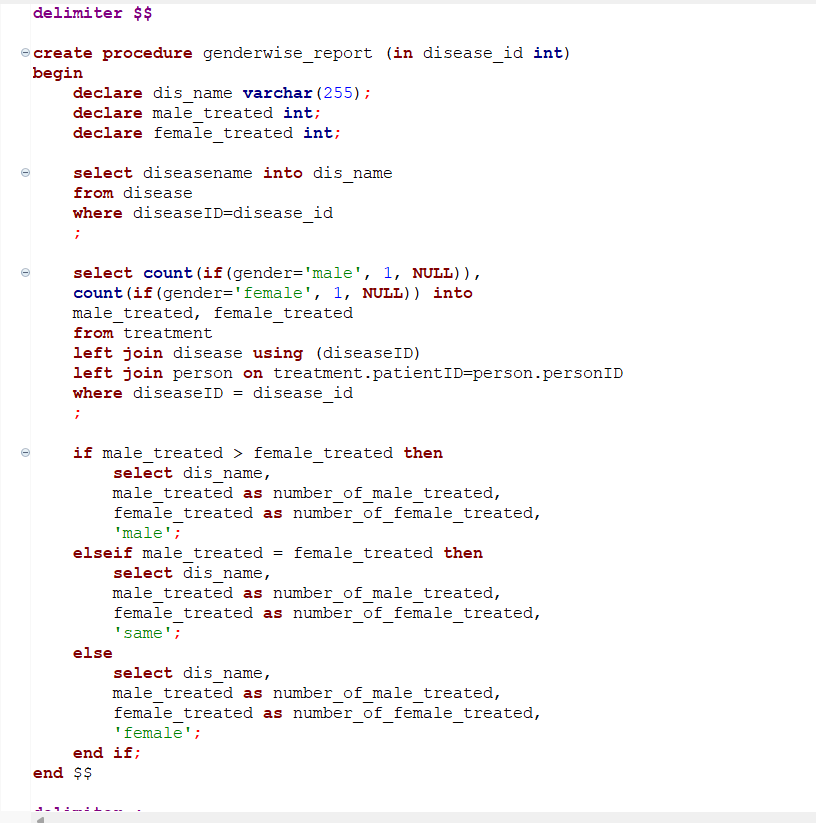 delimiter $$
create procedure genderwise_report (in disease_id int)
begin
declare dis_name varchar(255);
declare male_treated int;
declare female_treated int;
select diseasename into dis_name
from disease
where diseaseID=disease_id
;
select count(if(gender='male', 1, NULL)),
count(if(gender='female', 1, NULL)) into
male_treated, female_treated
from treatment
left join disease using (diseaseID)
left join person on treatment.patientID=person.personID
where diseaseID = disease_id
;
if male_treated > female_treated then
select dis_name,
male_treated as number_of_male_treated,
female_treated as number_of_female_treated,
'male';
elseif male_treated = female_treated then
select dis_name,
male_treated as number_of_male_treated,
female_treated as number_of_female_treated,
'same';
else
select dis_name,
male_treated as number_of_male_treated,
female_treated as number_of_female_treated,
'female';
end if;
end $$